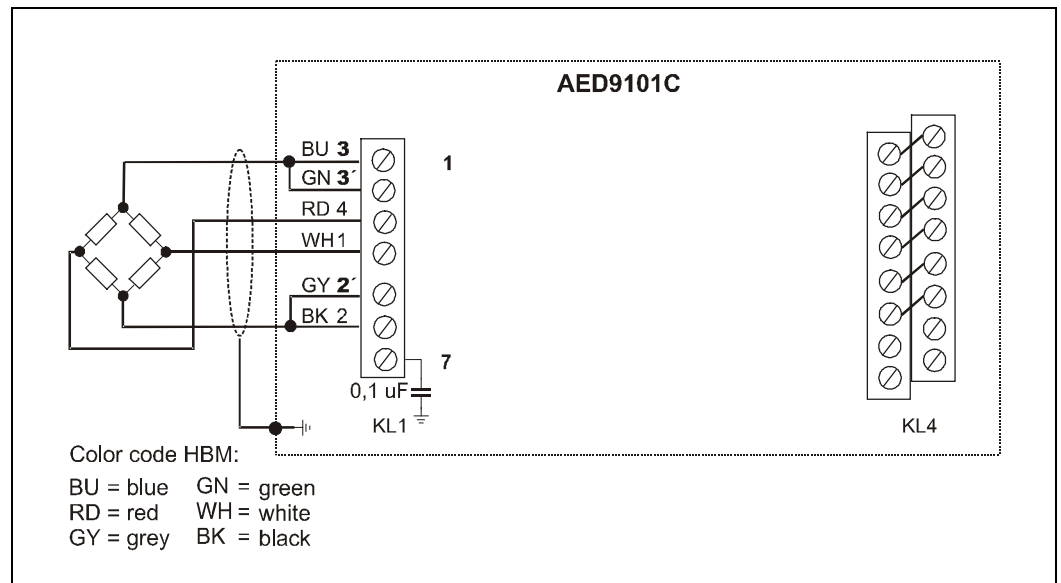 AED9101C
BU 3
1
GN 3´
RD 4
WH1
GY 2´
BK 2
7
0,1 uF
KL1
KL4
Color code HBM:
BU = blue GN = green
RD = red WH = white
GY = grey BK = black